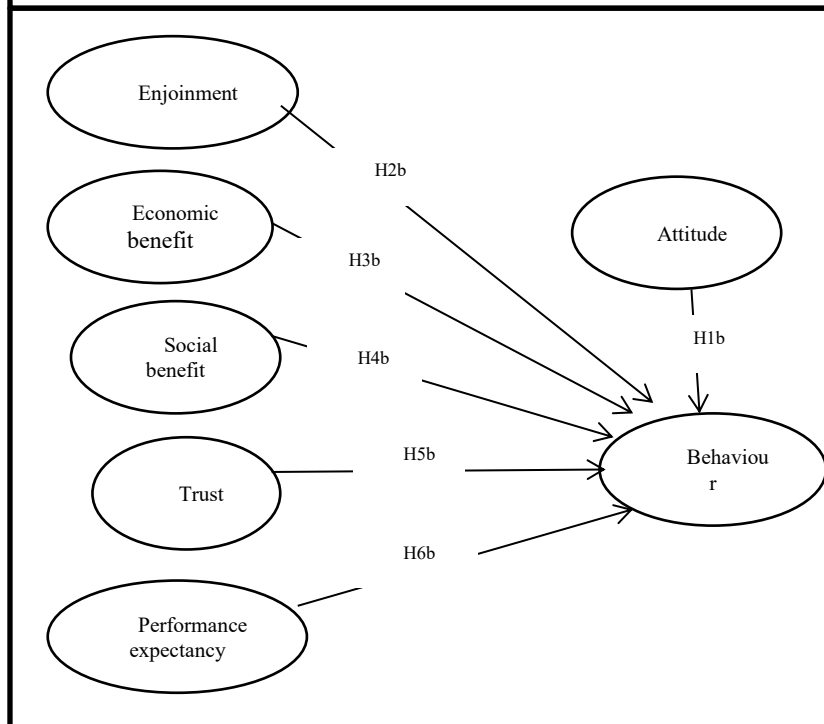 Enjoinment
H2b
Economic
benefit
H3b
Attitude
Social
benefit
H4b
H1b
Trust
H5b
Behaviou
r
H6b
Performance
expectancy